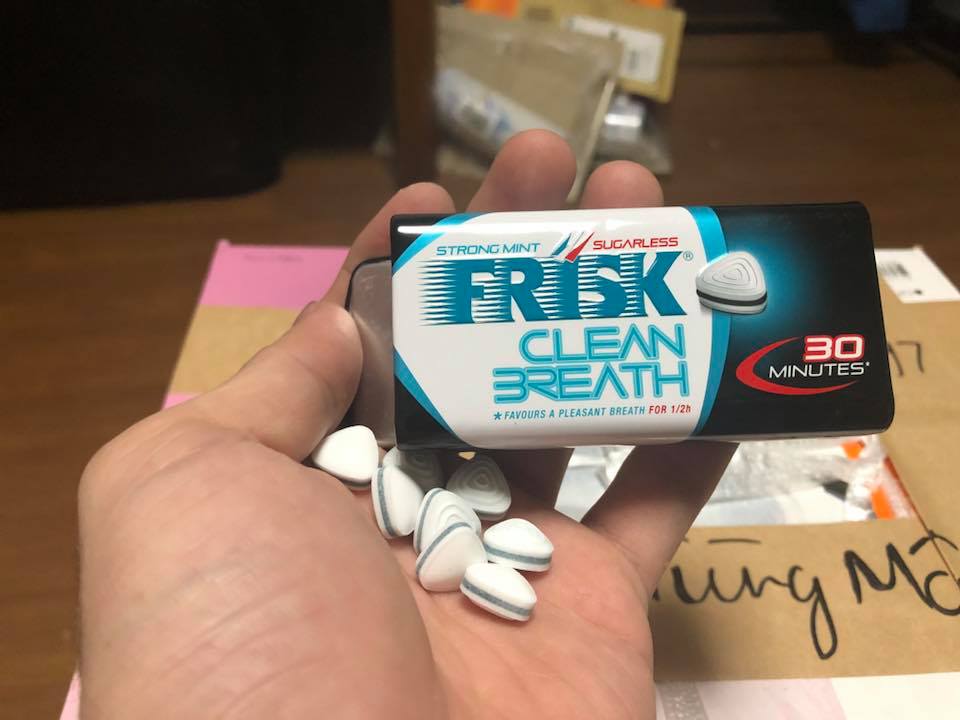 STRONG MINT SUGARLESS
FRISK®
CLEAN
BREATH
*FAVOURS A PLEASANT BREATH FOR 1/2h
30
MINUTES*